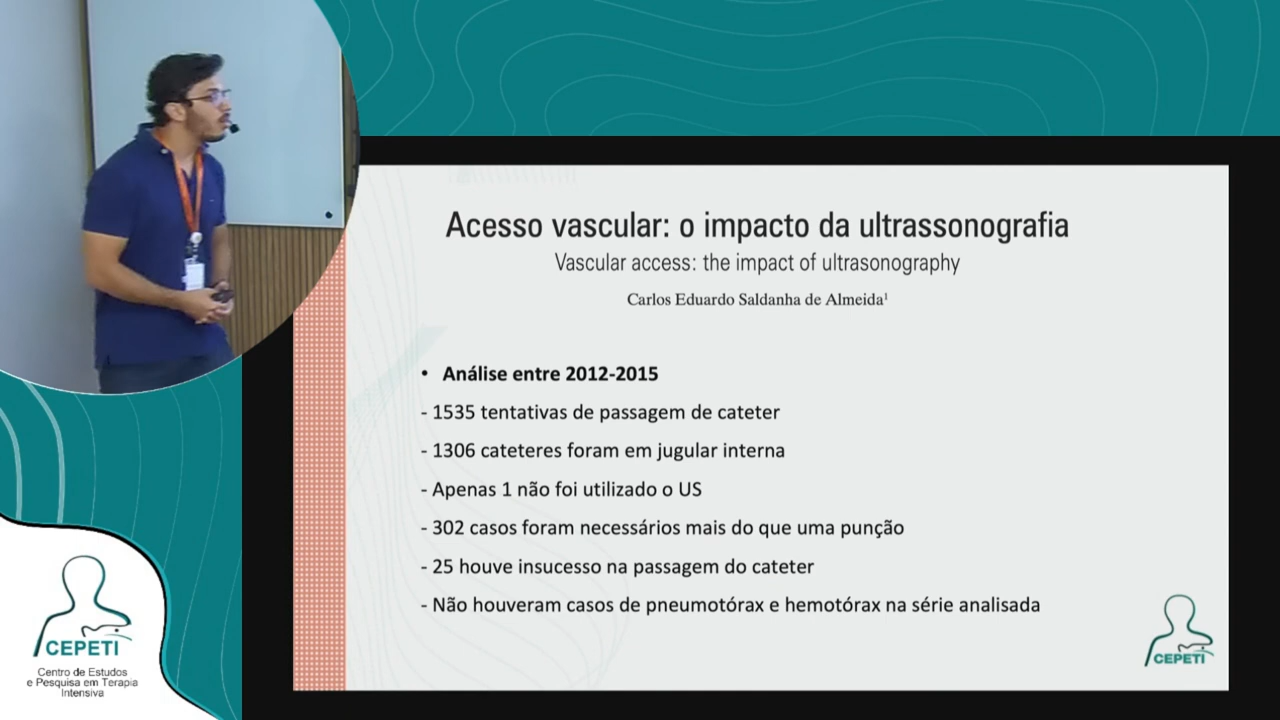 Acesso vascular: o impacto da ultrassonografia
Vascular access: the impact of ultrasonography
Carlos Eduardo Saldanha de Almeida¹
• Análise entre 2012-2015
- 1535 tentativas de passagem de cateter
- 1306 cateteres foram em jugular interna
- Apenas 1 não foi utilizado o US
- 302 casos foram necessários mais do que uma punção
- 25 houve insucesso na passagem do cateter
- Não houveram casos de pneumotórax e hemotórax na série analisada
CEPETI
CEPETI
Centro de Estudos
e Pesquisa em Terapia
Intensiva